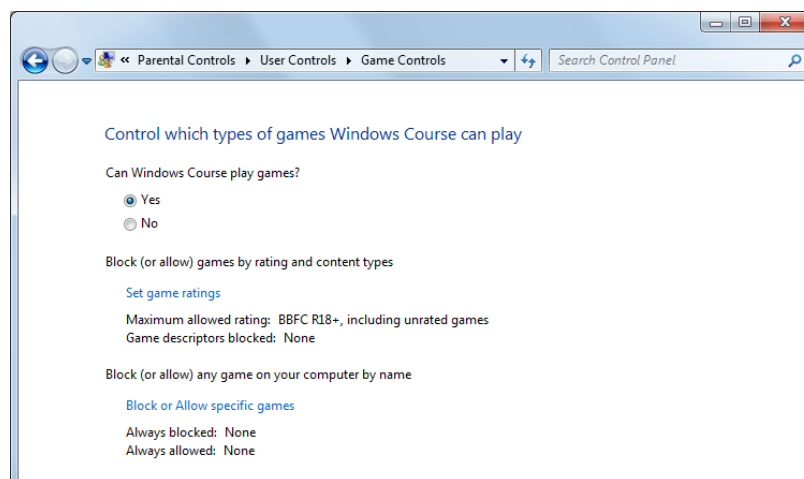 « Parental Controls ▸ User Controls ▸ Game Controls
Search Control Panel
Control which types of games Windows Course can play
Can Windows Course play games?
Yes
No
Block (or allow) games by rating and content types
Set game ratings
Maximum allowed rating: BBFC R18+, including unrated games
Game descriptors blocked: None
Block (or allow) any game on your computer by name
Block or Allow specific games
Always blocked: None
Always allowed: None